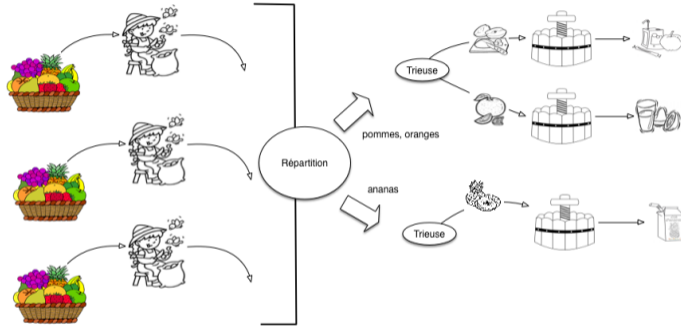 Trieuse
pommes, oranges
Répartition
ananas
Trieuse